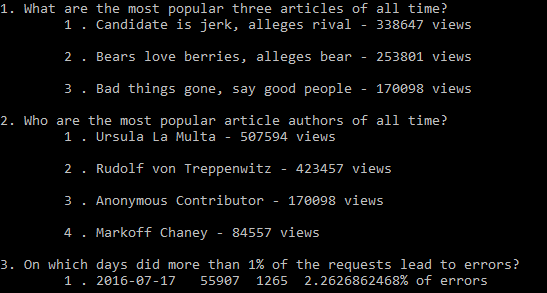 1. What are the most popular three articles of all time?
1 . Candidate is jerk, alleges rival - 338647 views
2 . Bears love berries, alleges bear - 253801 views
3 . Bad things gone, say good people - 170098 views
2. Who are the most popular article authors of all time?
1 . Ursula La Multa - 507594 views
2 . Rudolf von Treppenwitz - 423457 views
3 . Anonymous Contributor - 170098 views
4 . Markoff Chaney - 84557 views
3. On which days did more than 1% of the requests lead to errors?
1 . 2016-07-17   55907  1265  2.2626862468% of errors